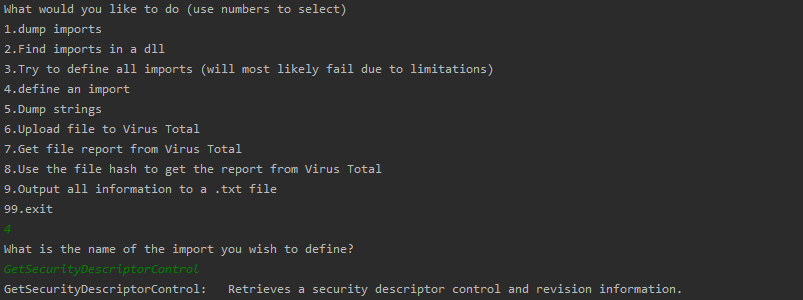 What would you like to do (use numbers to select)
1.dump imports
2.Find imports in a dll
3.Try to define all imports (will most likely fail due to limitations)
4.define an import
5.Dump strings
6.Upload file to Virus Total
7.Get file report from Virus Total
8.Use the file hash to get the report from Virus Total
9.Output all information to a .txt file
99.exit
4
What is the name of the import you wish to define?
GetSecurityDescriptorControl
GetSecurityDescriptorControl:   Retrieves a security descriptor control and revision information.